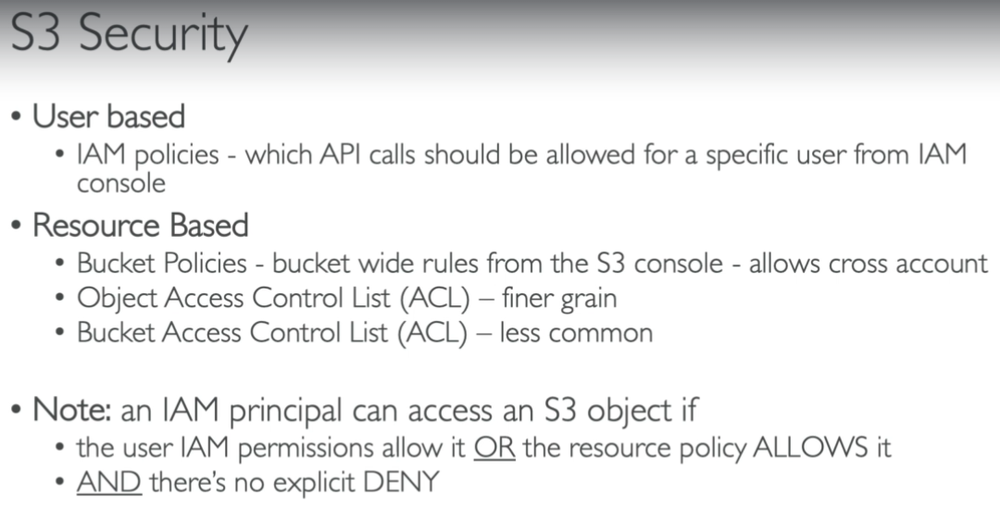 S3 Security
• User based
• IAM policies - which API calls should be allowed for a specific user from IAM
console
• Resource Based
• Bucket Policies - bucket wide rules from the S3 console - allows cross account
• Object Access Control List (ACL) – finer grain
• Bucket Access Control List (ACL) – less common
• Note: an IAM principal can access an S3 object if
• the user IAM permissions allow it OR the resource policy ALLOWS it
• AND there's no explicit DENY